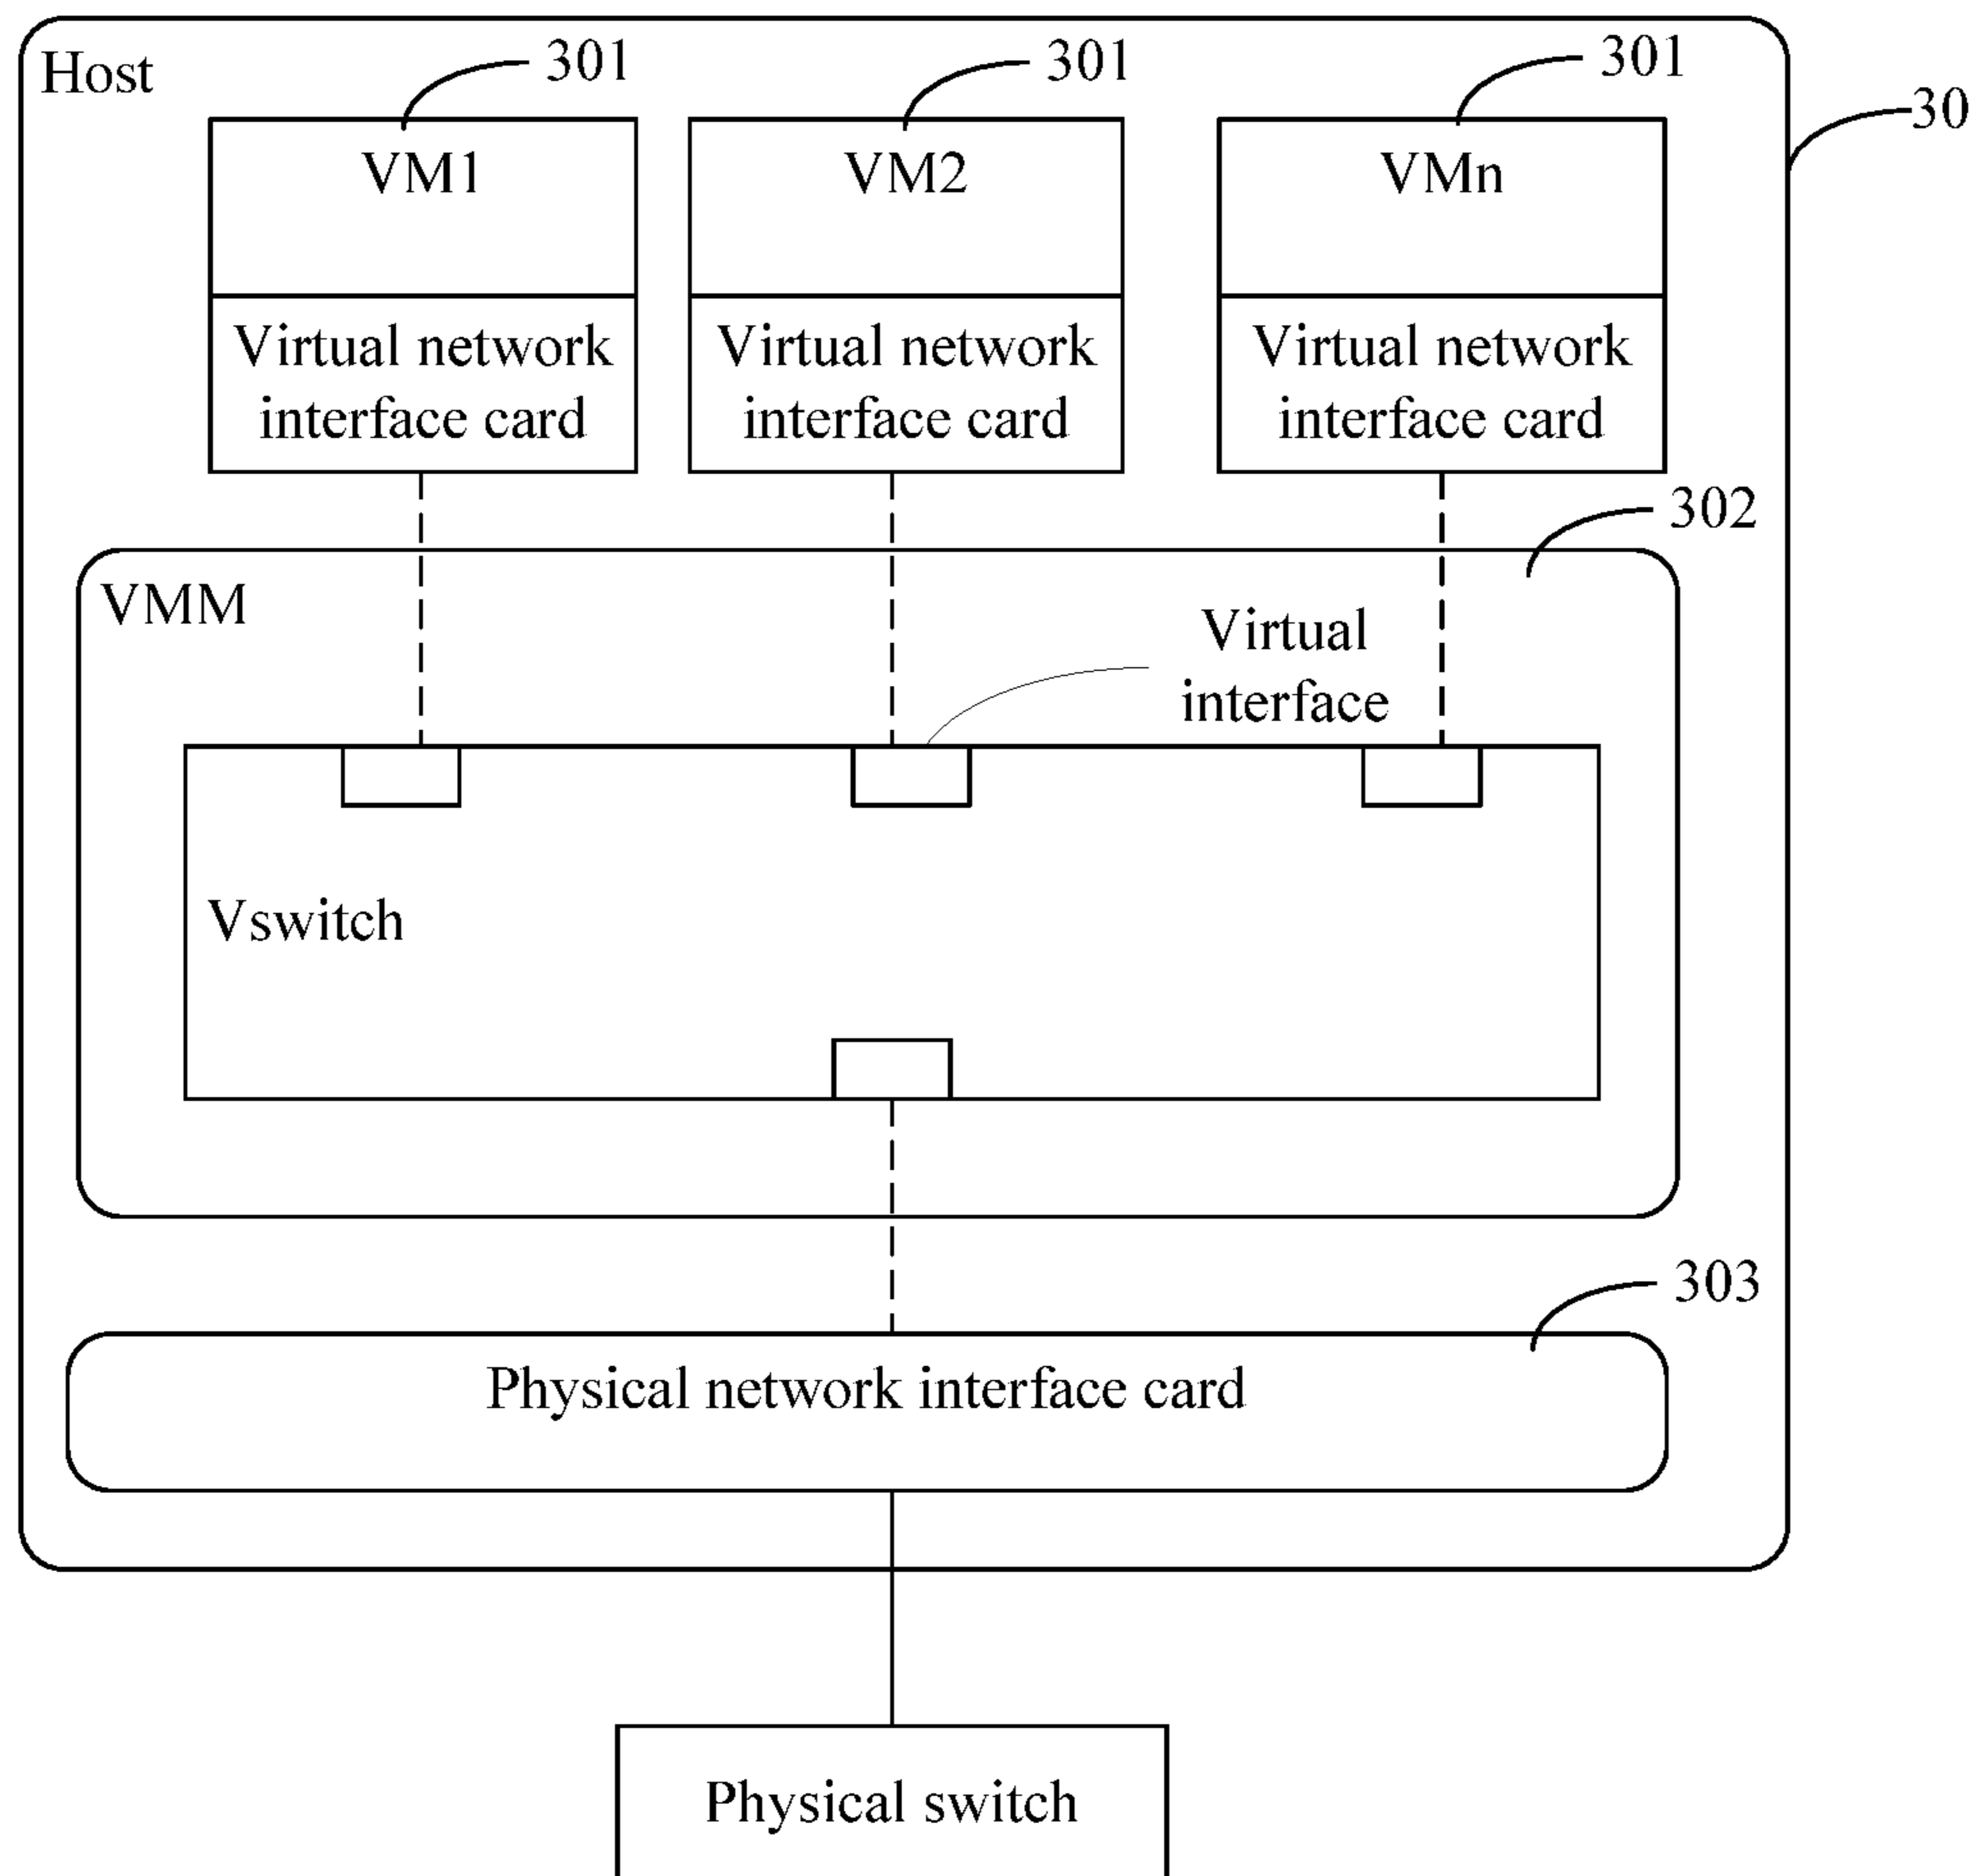 Host
301
301
301
30
VM1
VM2
VMn
Virtual network
interface card
Virtual network
interface card
Virtual network
interface card
302
VMM
Virtual
interface
Vswitch
303
Physical network interface card
Physical switch